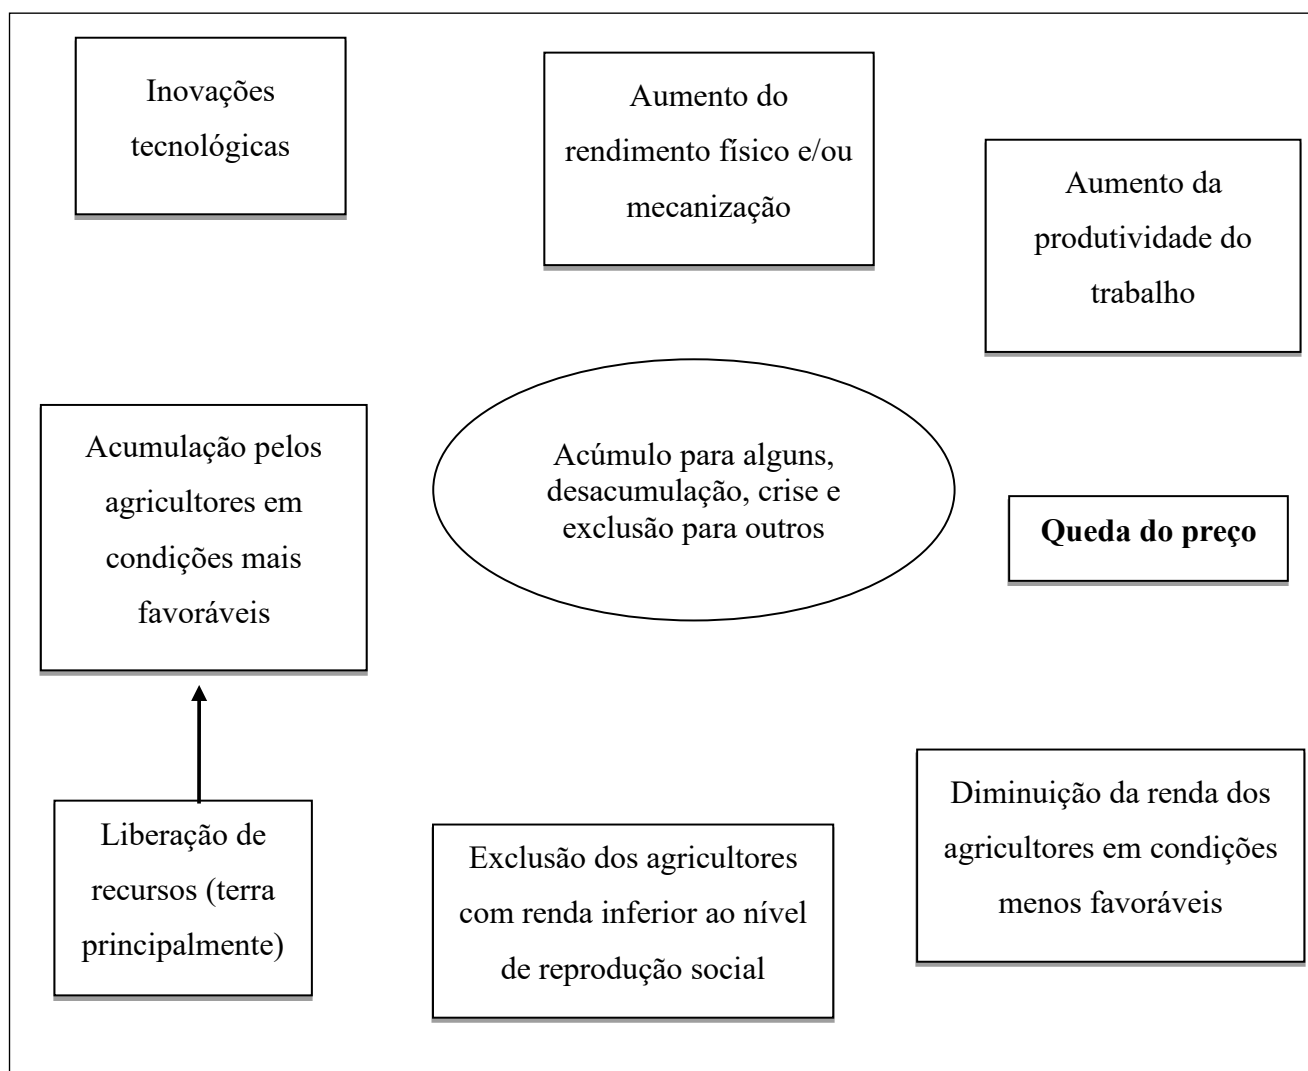 Inovações
tecnológicas
Aumento do
rendimento físico e/ou
mecanização
Aumento da
produtividade do
trabalho
Acumulação pelos
agricultores em
condições mais
favoráveis
Acúmulo para alguns,
desacumulação, crise e
exclusão para outros
Queda do preço
Liberação de
recursos (terra
principalmente)
Exclusão dos agricultores
com renda inferior ao nível
de reprodução social
Diminuição da renda dos
agricultores em condições
menos favoráveis